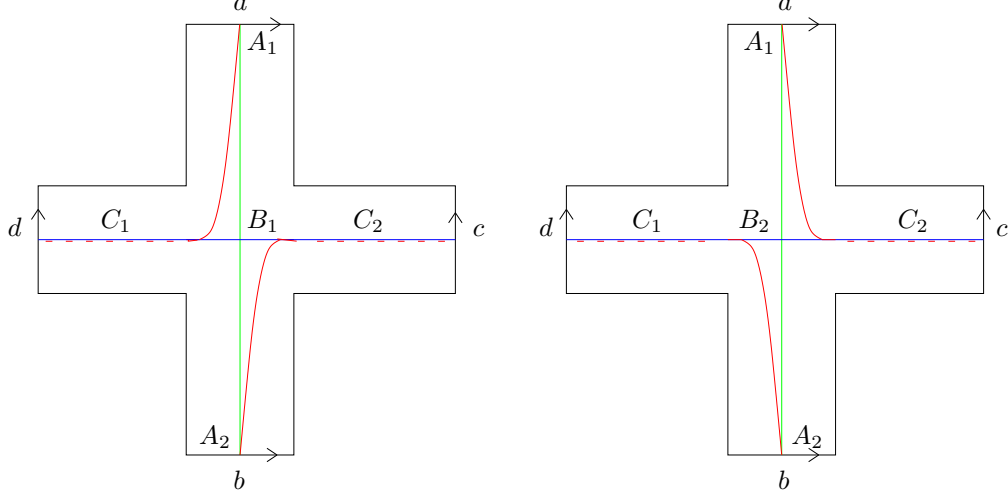 a a
A₁ A₁
C₁ B₁ C₂ C₁ B₂ C₂
d c d c
A₂ A₂
b b